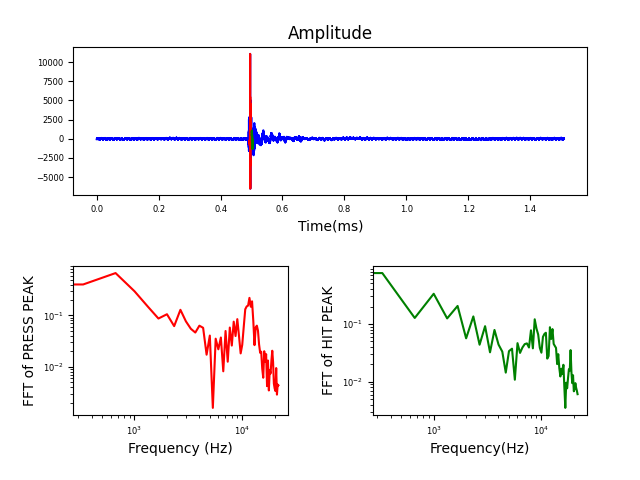 Amplitude
10000
7500
5000
2500
0
−2500
−5000
0.0 0.2 0.4 0.6 0.8 1.0 1.2 1.4
Time(ms)
FFT of PRESS PEAK
10⁻¹
10⁻²
10³ 10⁴
Frequency (Hz)
FFT of HIT PEAK
10⁻¹
10⁻²
10³ 10⁴
Frequency(Hz)